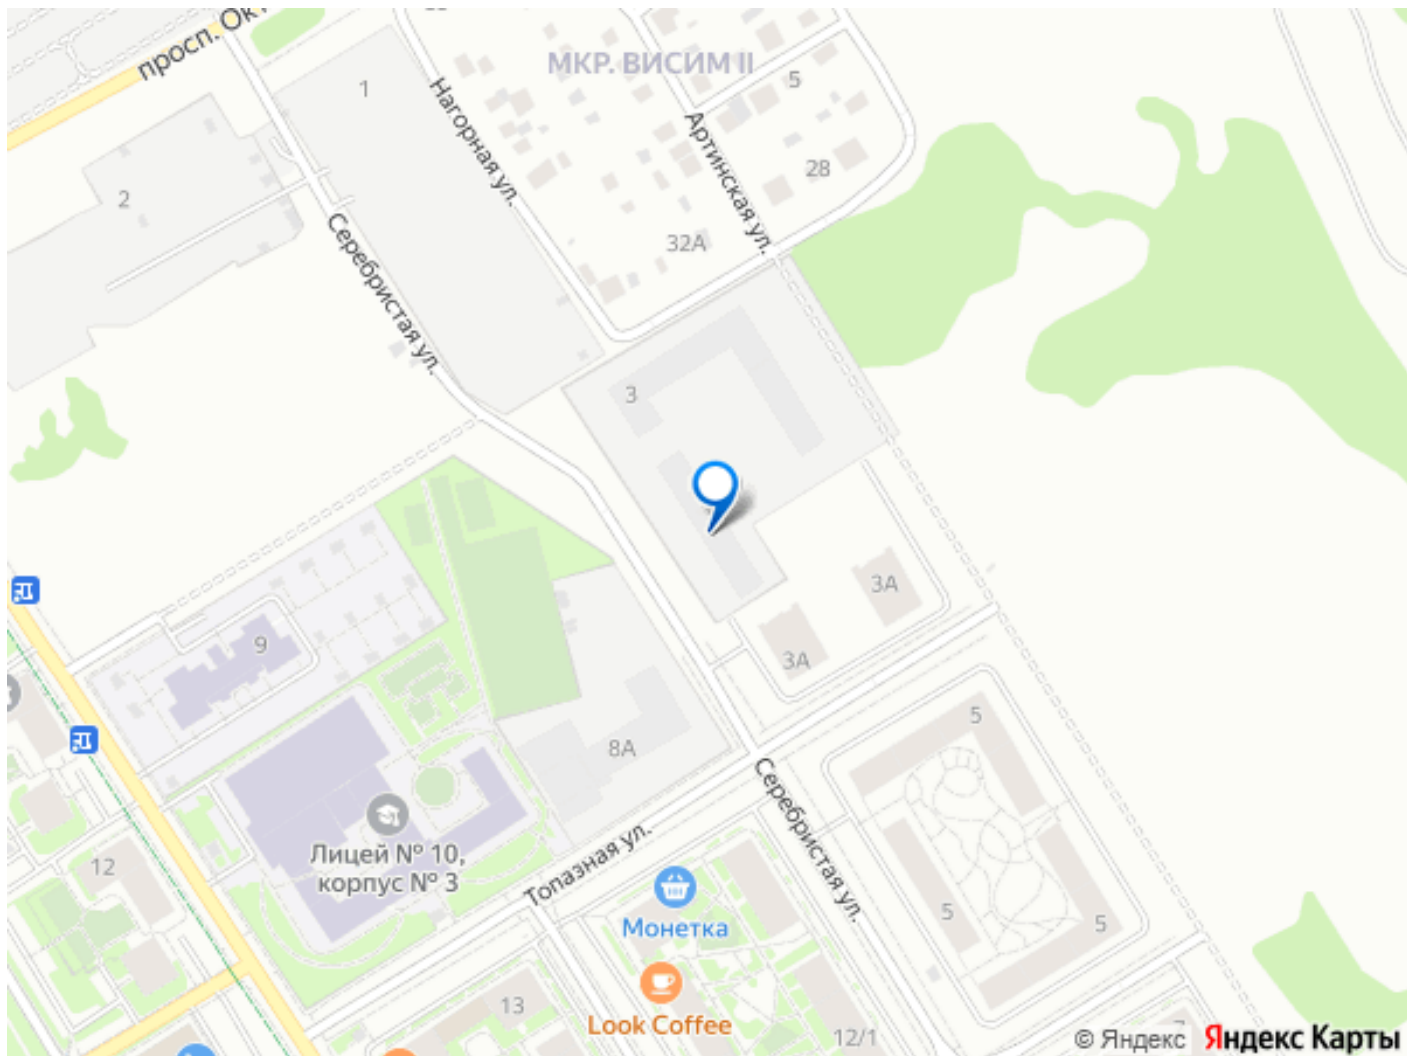 просп. Ок
МКР. ВИСИМ II
1
5
Нагорная ул.
Артинская ул.
28
2
32А
Серебристая ул.
3
3А
9
3А
5
8А
Серебристая ул.
Лицей № 10,
корпус № 3
Топазная ул.
12
Монетка
5
5
13
Look Coffee
12/1
© Яндекс Яндекс Карты